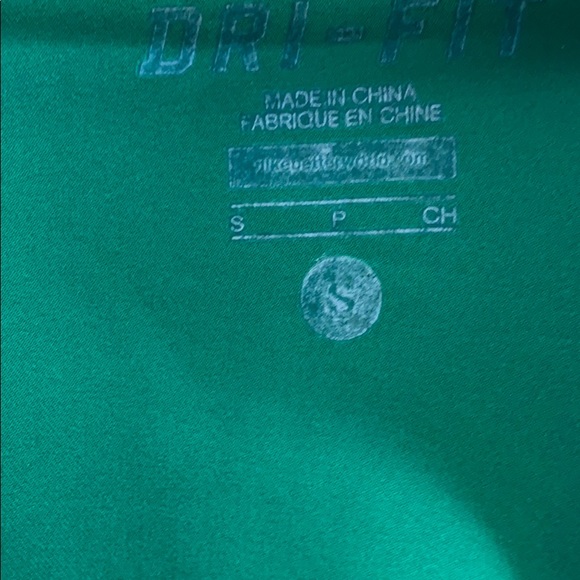 DRI-FIT
MADE IN CHINA
FABRIQUE EN CHINE
nikebetterworld.com
S P CH
S